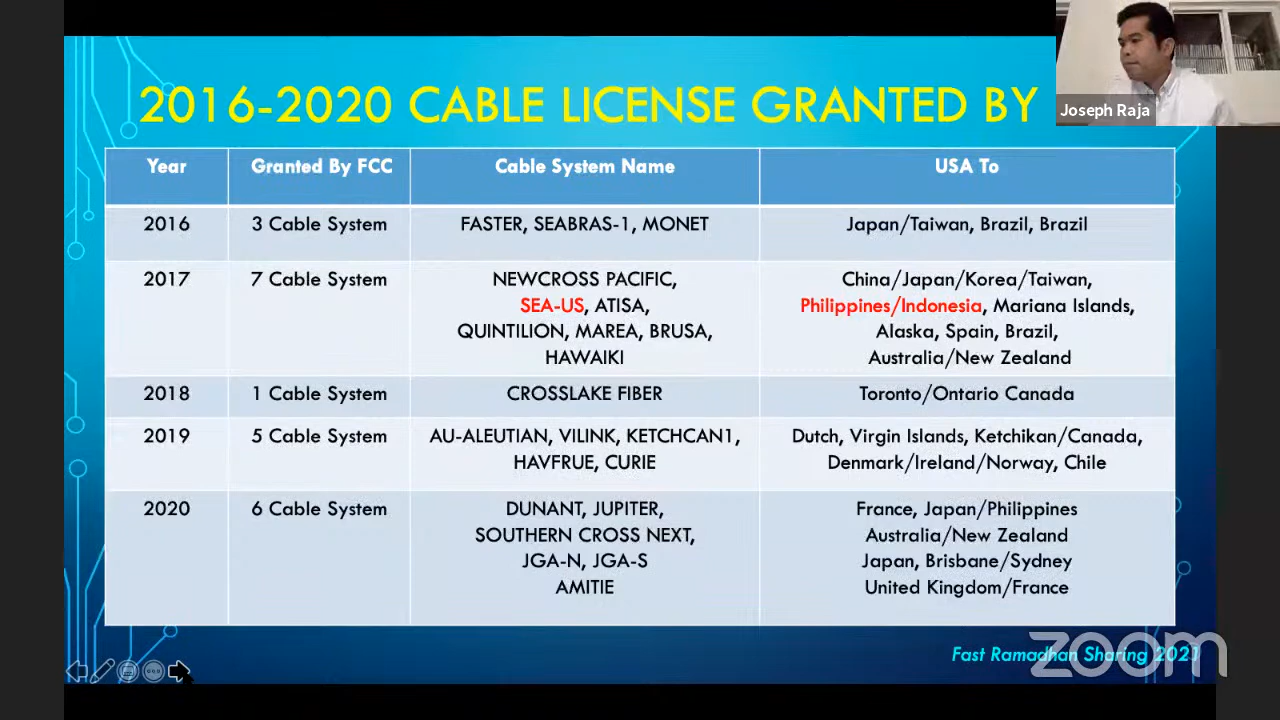 2016-2020 CABLE LICENSE GRANTED BY
Joseph Raja
Year Granted By FCC Cable System Name USA To
2016 3 Cable System FASTER, SEABRAS-1, MONET Japan/Taiwan, Brazil, Brazil
2017 7 Cable System NEWCROSS PACIFIC, China/Japan/Korea/Taiwan,
SEA-US, ATISA, Philippines/Indonesia, Mariana Islands,
QUINTILION, MAREA, BRUSA, Alaska, Spain, Brazil,
HAWAIKI Australia/New Zealand
2018 1 Cable System CROSSLAKE FIBER Toronto/Ontario Canada
2019 5 Cable System AU-ALEUTIAN, VILINK, KETCHCAN1, Dutch, Virgin Islands, Ketchikan/Canada,
HAVFRUE, CURIE Denmark/Ireland/Norway, Chile
2020 6 Cable System DUNANT, JUPITER, France, Japan/Philippines
SOUTHERN CROSS NEXT, Australia/New Zealand
JGA-N, JGA-S Japan, Brisbane/Sydney
AMITIE United Kingdom/France
Fast Ramadhan Sharing 2021
zoom